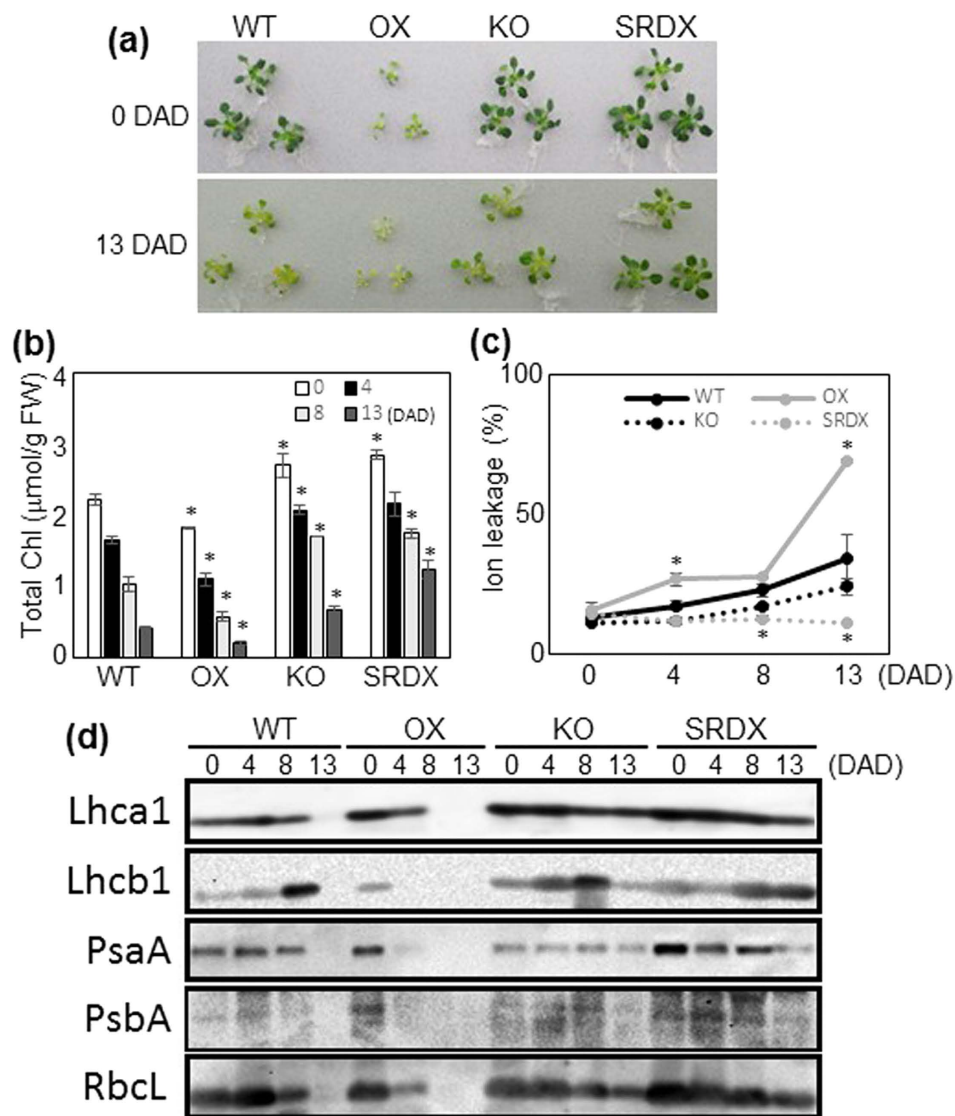 (a)
WT OX KO SRDX
0 DAD
13 DAD
(b)
Total Chl (μmol/g FW)
4
3
2
1
0
0 4
8 13 (DAD)
* * * * * * * * * * *
WT OX KO SRDX
(c)
Ion leakage (%)
100
50
0
WT OX
KO SRDX
* * * *
0 4 8 13 (DAD)
(d)
WT OX KO SRDX
0 4 8 13 0 4 8 13 0 4 8 13 0 4 8 13 (DAD)
Lhca1
Lhcb1
PsaA
PsbA
RbcL